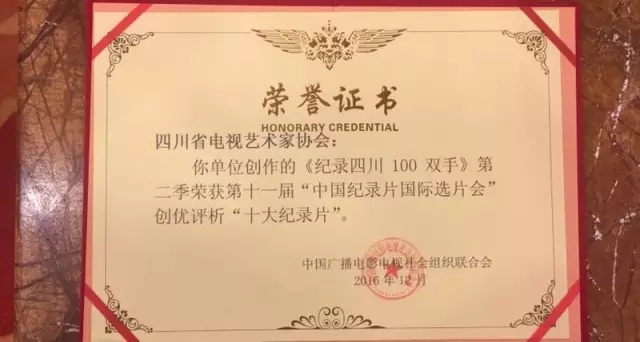 荣誉证书
HONORARY CREDENTIAL
四川省电视艺术家协会：
你单位创作的《纪录四川 100 双手》第
二季荣获第十一届“中国纪录片国际选片会”
创优评析“十大纪录片”。
中国广播电影电视社会组织联合会
2016 年 12 月